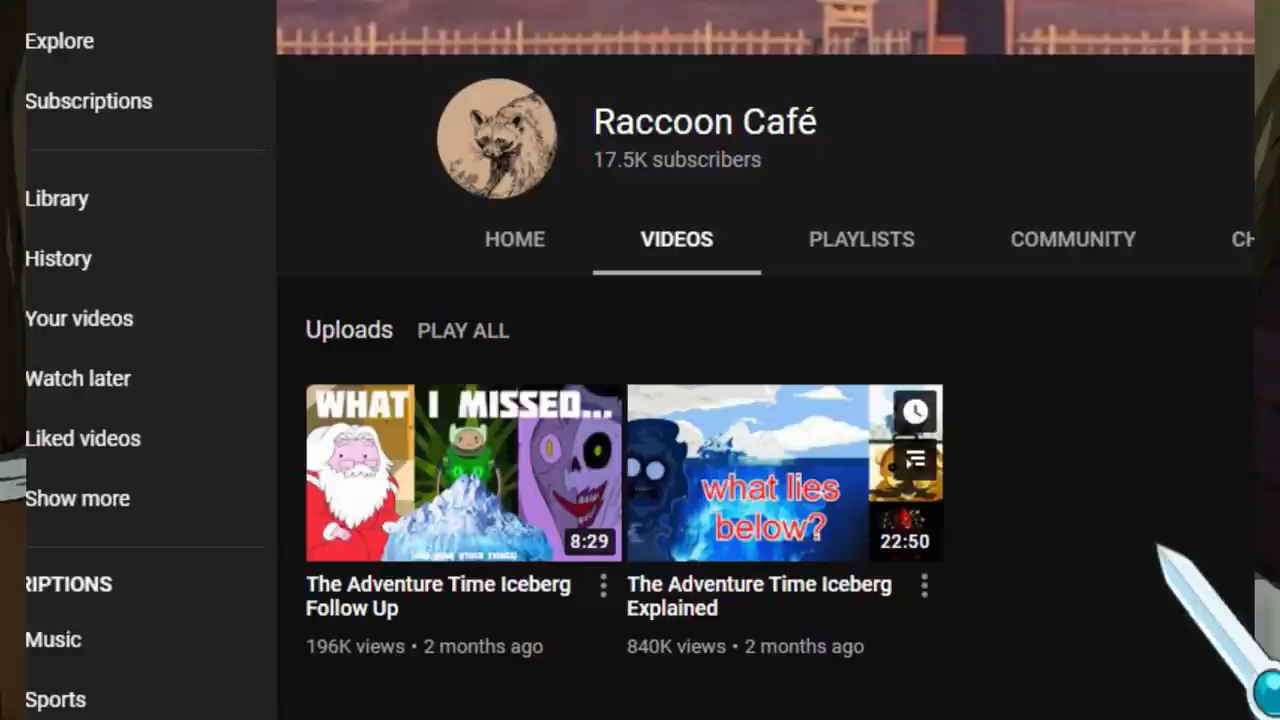 Explore
Subscriptions
Library
History
Your videos
Watch later
Liked videos
Show more
RIPTIONS
Music
Sports
Raccoon Café
17.5K subscribers
HOME
VIDEOS
PLAYLISTS
COMMUNITY
CH
Uploads
PLAY ALL
WHAT I MISSED...
8:29
The Adventure Time Iceberg
Follow Up
196K views • 2 months ago
what lies
below?
22:50
The Adventure Time Iceberg
Explained
840K views • 2 months ago